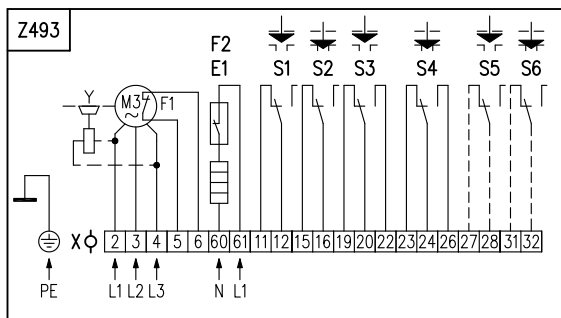 Z493
F2
E1 S1 S2 S3 S4 S5 S6
Y
M3 F1
~
X 2 3 4 5 6 60 61 11 12 15 16 19 20 22 23 24 26 27 28 31 32
PE L1 L2 L3 N L1